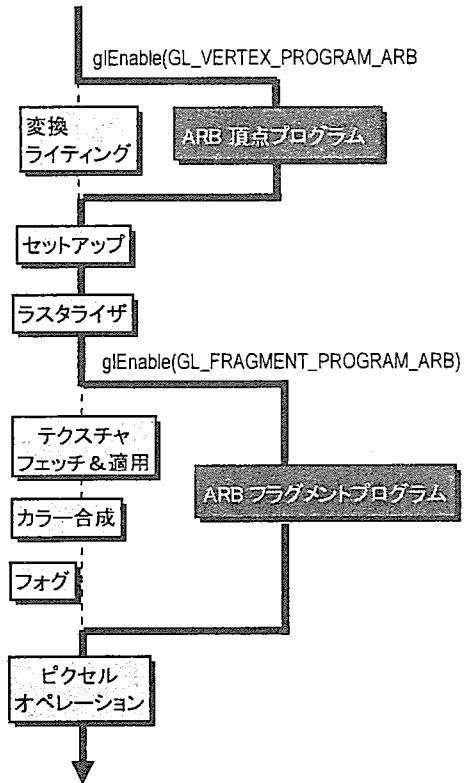 glEnable(GL_VERTEX_PROGRAM_ARB
変換
ライティング
ARB 頂点プログラム
セットアップ
ラスタライザ
glEnable(GL_FRAGMENT_PROGRAM_ARB)
テクスチャ
フェッチ＆適用
ARB フラグメントプログラム
カラー合成
フォグ
ピクセル
オペレーション